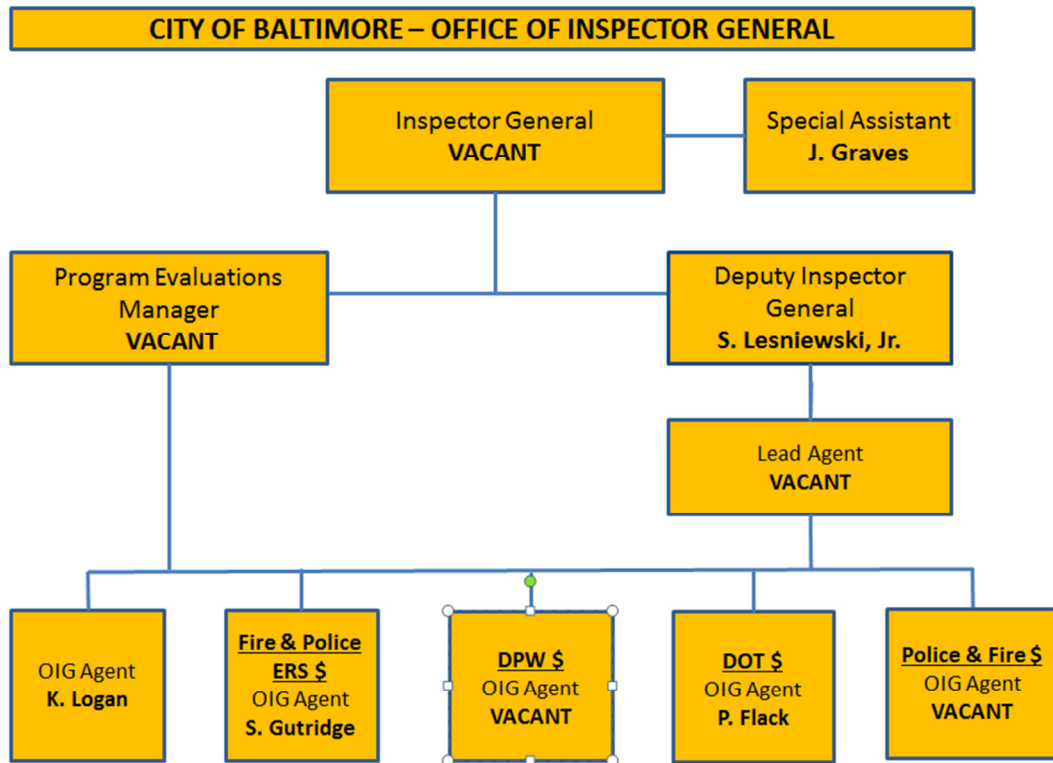 CITY OF BALTIMORE – OFFICE OF INSPECTOR GENERAL
Inspector General
VACANT
Special Assistant
J. Graves
Program Evaluations
Manager
VACANT
Deputy Inspector
General
S. Lesniewski, Jr.
Lead Agent
VACANT
OIG Agent
K. Logan
Fire & Police
ERS $
OIG Agent
S. Gutridge
DPW $
OIG Agent
VACANT
DOT $
OIG Agent
P. Flack
Police & Fire $
OIG Agent
VACANT